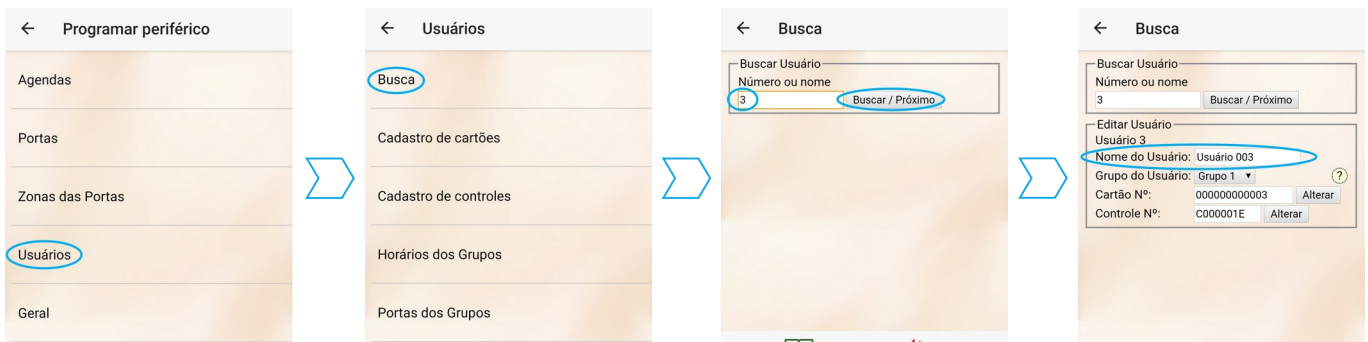 ← Programar periférico
Agendas
Portas
Zonas das Portas
Usuários
Geral
← Usuários
Busca
Cadastro de cartões
Cadastro de controles
Horários dos Grupos
Portas dos Grupos
← Busca
Buscar Usuário
Número ou nome
3 Buscar / Próximo
← Busca
Buscar Usuário
Número ou nome
3 Buscar / Próximo
Editar Usuário
Usuário 3
Nome do Usuário: Usuário 003
Grupo do Usuário: Grupo 1 ?
Cartão Nº: 000000000003 Alterar
Controle Nº: C000001E Alterar